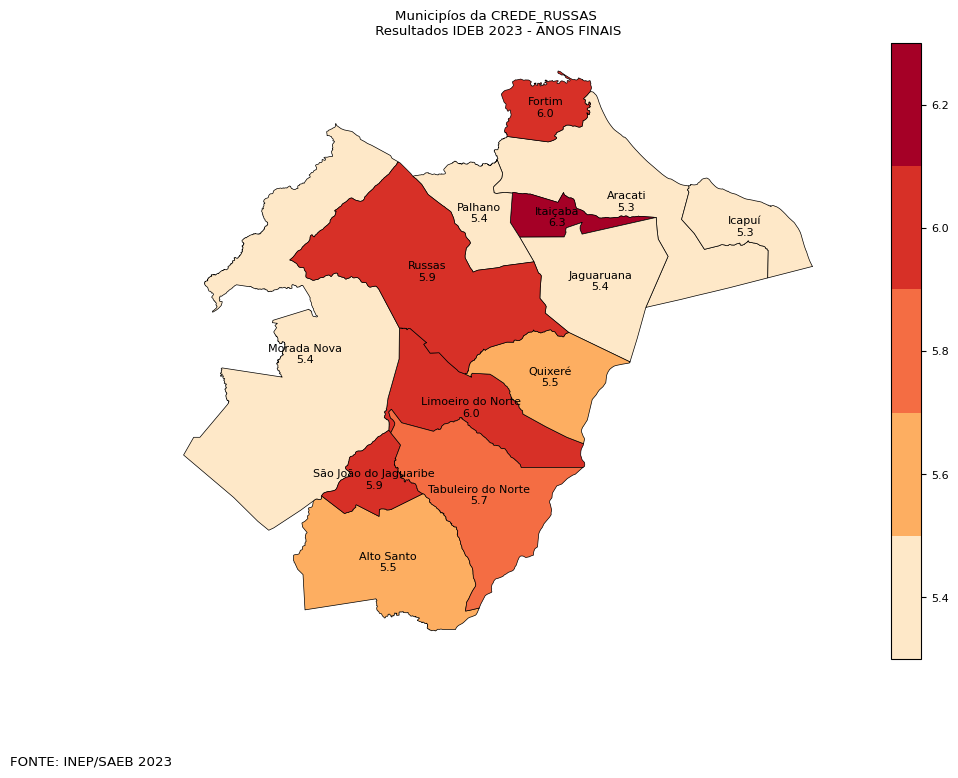 Municipíos da CREDE_RUSSAS
Resultados IDEB 2023 - ANOS FINAIS
Fortim
6.0
Aracati
5.3
Palhano
5.4
Itaiçaba
6.3
Icapuí
5.3
Russas
5.9
Jaguaruana
5.4
Morada Nova
5.4
Quixeré
5.5
Limoeiro do Norte
6.0
São João do Jaguaribe
5.9
Tabuleiro do Norte
5.7
Alto Santo
5.5
6.2
6.0
5.8
5.6
5.4
FONTE: INEP/SAEB 2023